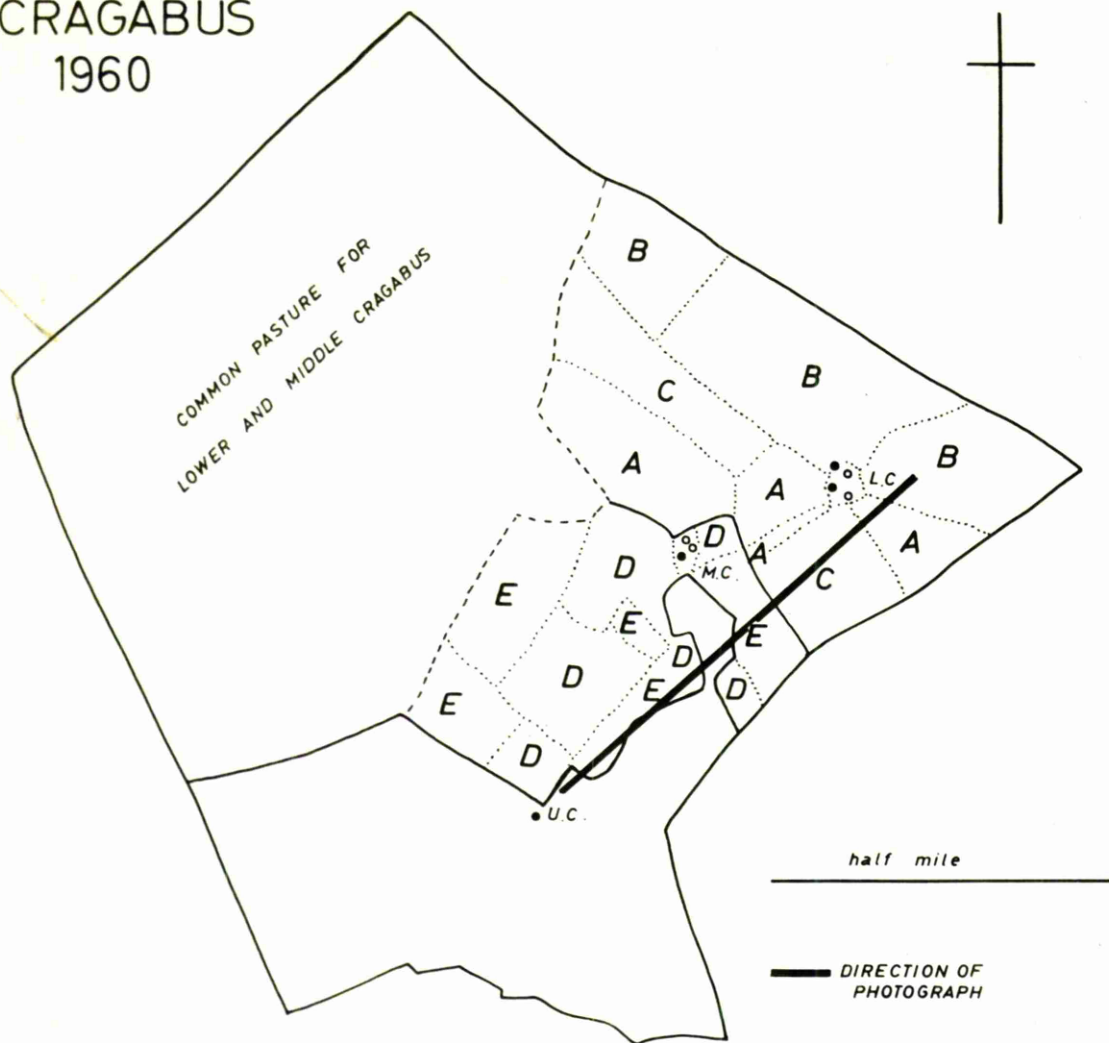 CRAGABUS
1960
COMMON PASTURE FOR
LOWER AND MIDDLE CRAGABUS
B
B
C
B
A
A
L.C
D
A
A
M.C.
C
D
E
E
E
D
D
E
D
E
D
U.C.
half mile
DIRECTION OF
PHOTOGRAPH